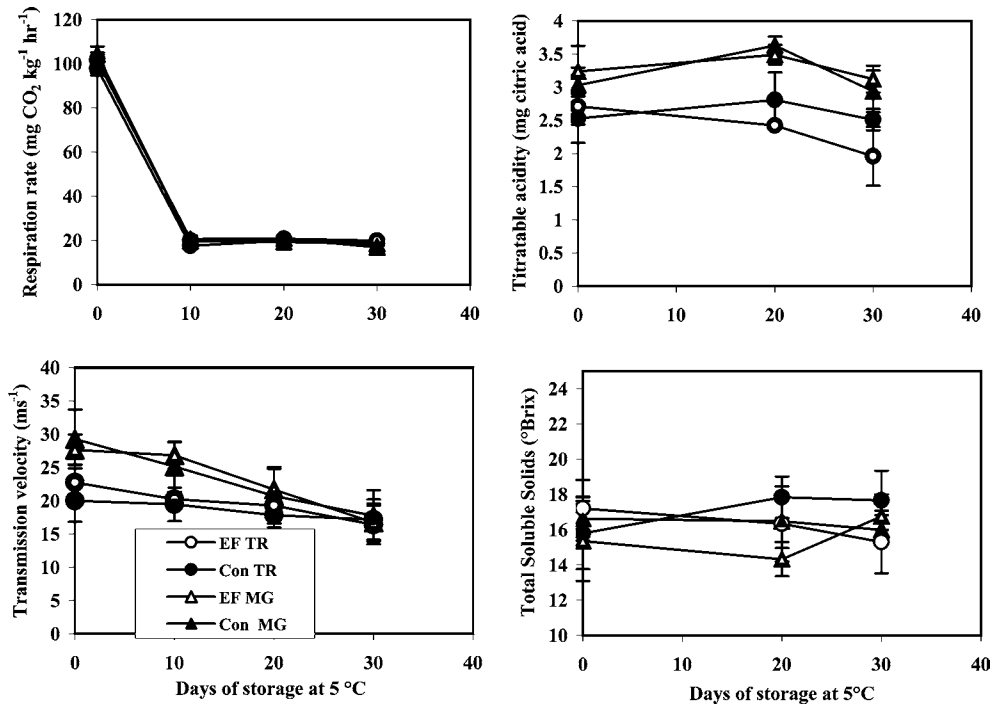 Respiration rate (mg CO2 kg-1 hr-1)
120
100
80
60
40
20
0
0 10 20 30 40
Titratable acidity (mg citric acid)
4
3.5
3
2.5
2
1.5
1
0.5
0
0 10 20 30 40
Transmission velocity (ms-1)
40
35
30
25
20
15
10
5
0
EF TR
Con TR
EF MG
Con MG
0 10 20 30 40
Days of storage at 5 °C
Total Soluble Solids (°Brix)
24
22
20
18
16
14
12
10
0 10 20 30 40
Days of storage at 5°C